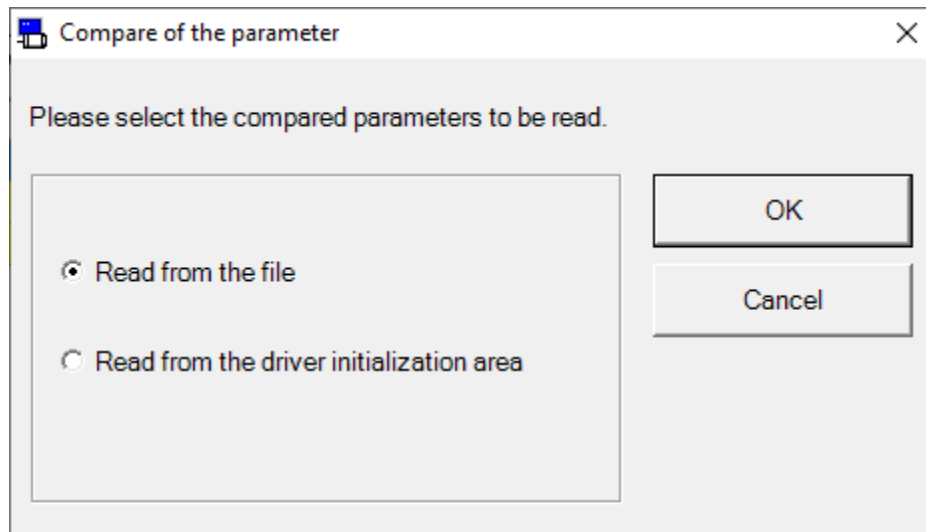 Compare of the parameter
Please select the compared parameters to be read.
Read from the file
Read from the driver initialization area
OK
Cancel